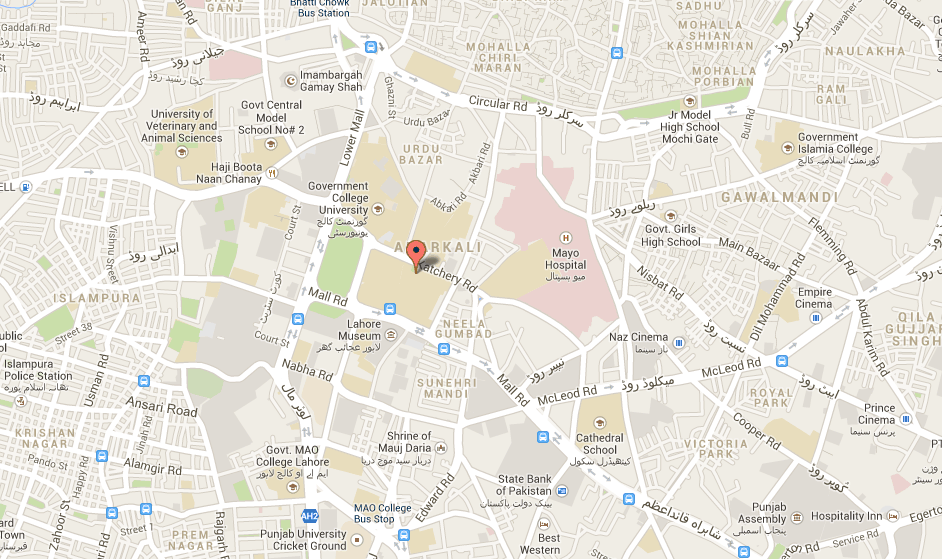 Bhatti Chowk
Bus Station
JALOTIAN
SADHU
GANJ
Gaddafi Rd
مجاہد روڈ
Ameer Rd
جیلانی روڈ
کچا رشید روڈ
ابراہیم روڈ
MOHALLA
CHIRI
MARAN
MOHALLA
SHIAN
KASHMIRIAN
MOHALLA
PORBIAN
NAULAKHA
RAM
GALI
Imambargah
Gamay Shah
Ghazni St
Circular Rd
سرکلر روڈ
سرکلر روڈ
Govt Central
Model
School No# 2
University of
Veterinary and
Animal Sciences
Lower Mall
Urdu Bazar
URDU
BAZAR
Akbari Rd
Abkari Rd
Jr Model
High School
Mochi Gate
Bull Rd
Government
Islamia College
گورنمنٹ اسلامیہ کالج
Haji Boota
Naan Chanay
Government
College
University
گورنمنٹ کالج
یونیورسٹی
GAWALMANDI
ریلوے روڈ
Flemming Rd
Court St
ابدالی روڈ
Vishnu Street
کورٹ سٹریٹ
ANARKALI
Katchery Rd
Mayo
Hospital
میو ہسپتال
Govt. Girls
High School
Main Bazaar
Nisbat Rd
نسبت روڈ
Dil Mohammad Rd
Empire
Cinema
Abdul Karim Rd
QILA
GUJJAR
SINGH
ISLAMPURA
Street 38
Mall Rd
Court St
Lahore
Museum
لاہور عجائب گھر
NEELA
GUMBAD
Naz Cinema
ناز سینما
Islampura
Police Station
تھانہ اسلام پورہ
Usman Rd
Nabha Rd
لوئر مال
SUNEHRI
MANDI
Mall Rd
نیپیئر روڈ
McLeod Rd
میکلوڈ روڈ
McLeod Rd
ایبٹ روڈ
ROYAL
PARK
Ansari Road
KRISHAN
NAGAR
Jinah Rd
Pando St
Happy Rd
Alamgir Rd
Zahoor St
Govt. MAO
College Lahore
ایم اے او کالج لاہور
Shrine of
Mauj Daria
دربار سید موج دریا
Cathedral
School
کیتھیڈرل سکول
VICTORIA
PARK
Cooper Rd
کوپر روڈ
Prince
Cinema
پرنس سینما
State Bank
of Pakistan
بینک دولت پاکستان
Edward Rd
MAO College
Bus Stop
AH2
Rajgarh Rd
PREM
NAGAR
Punjab University
Cricket Ground
Best
Western
شاہراہ قائداعظم
Punjab
Assembly
پنجاب اسمبلی
Hospitality Inn
Egerton
Service Rd
Town
قبرستان